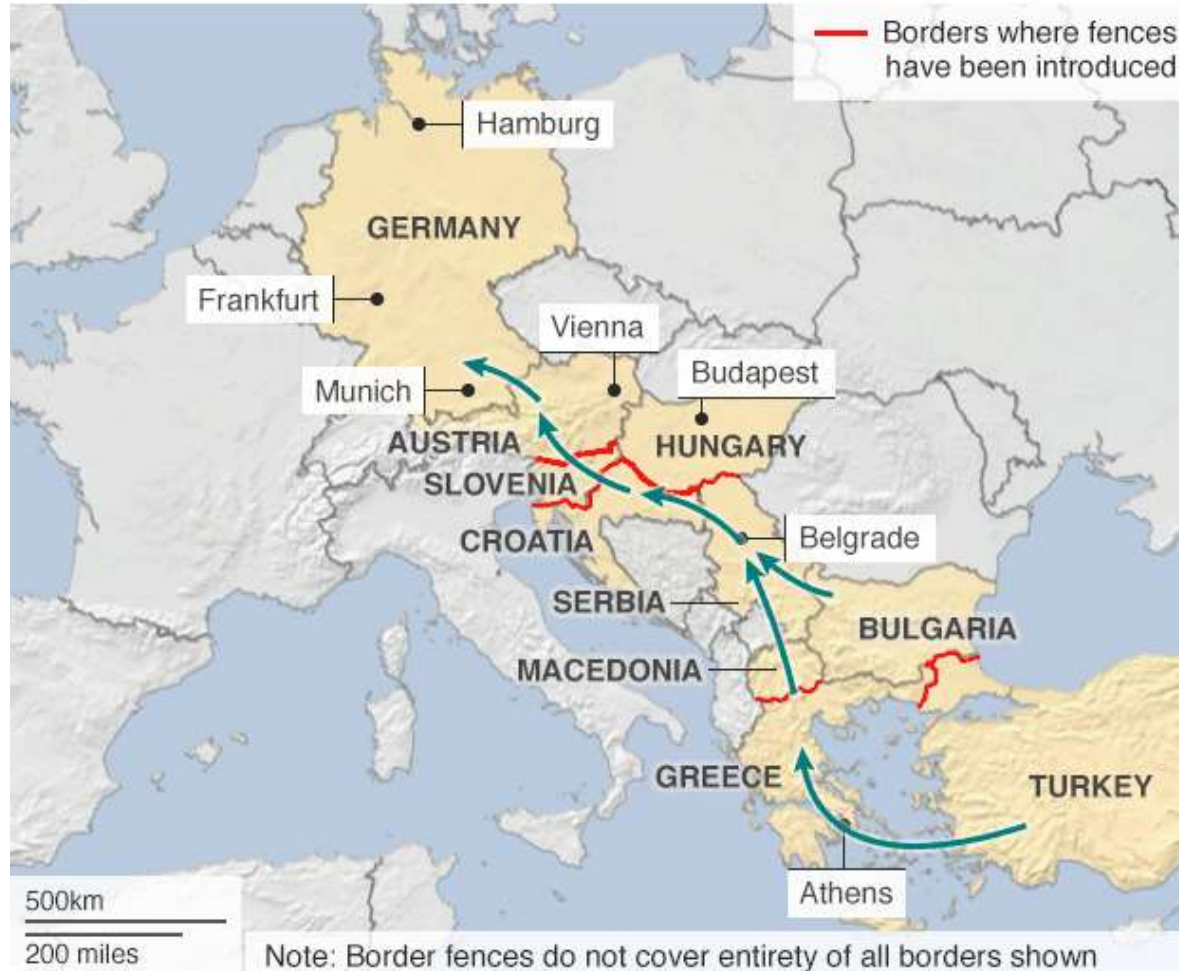 Borders where fences
have been introduced
Hamburg
GERMANY
Frankfurt
Vienna
Munich
Budapest
AUSTRIA
HUNGARY
SLOVENIA
CROATIA
Belgrade
SERBIA
BULGARIA
MACEDONIA
GREECE
TURKEY
Athens
500km
200 miles
Note: Border fences do not cover entirety of all borders shown